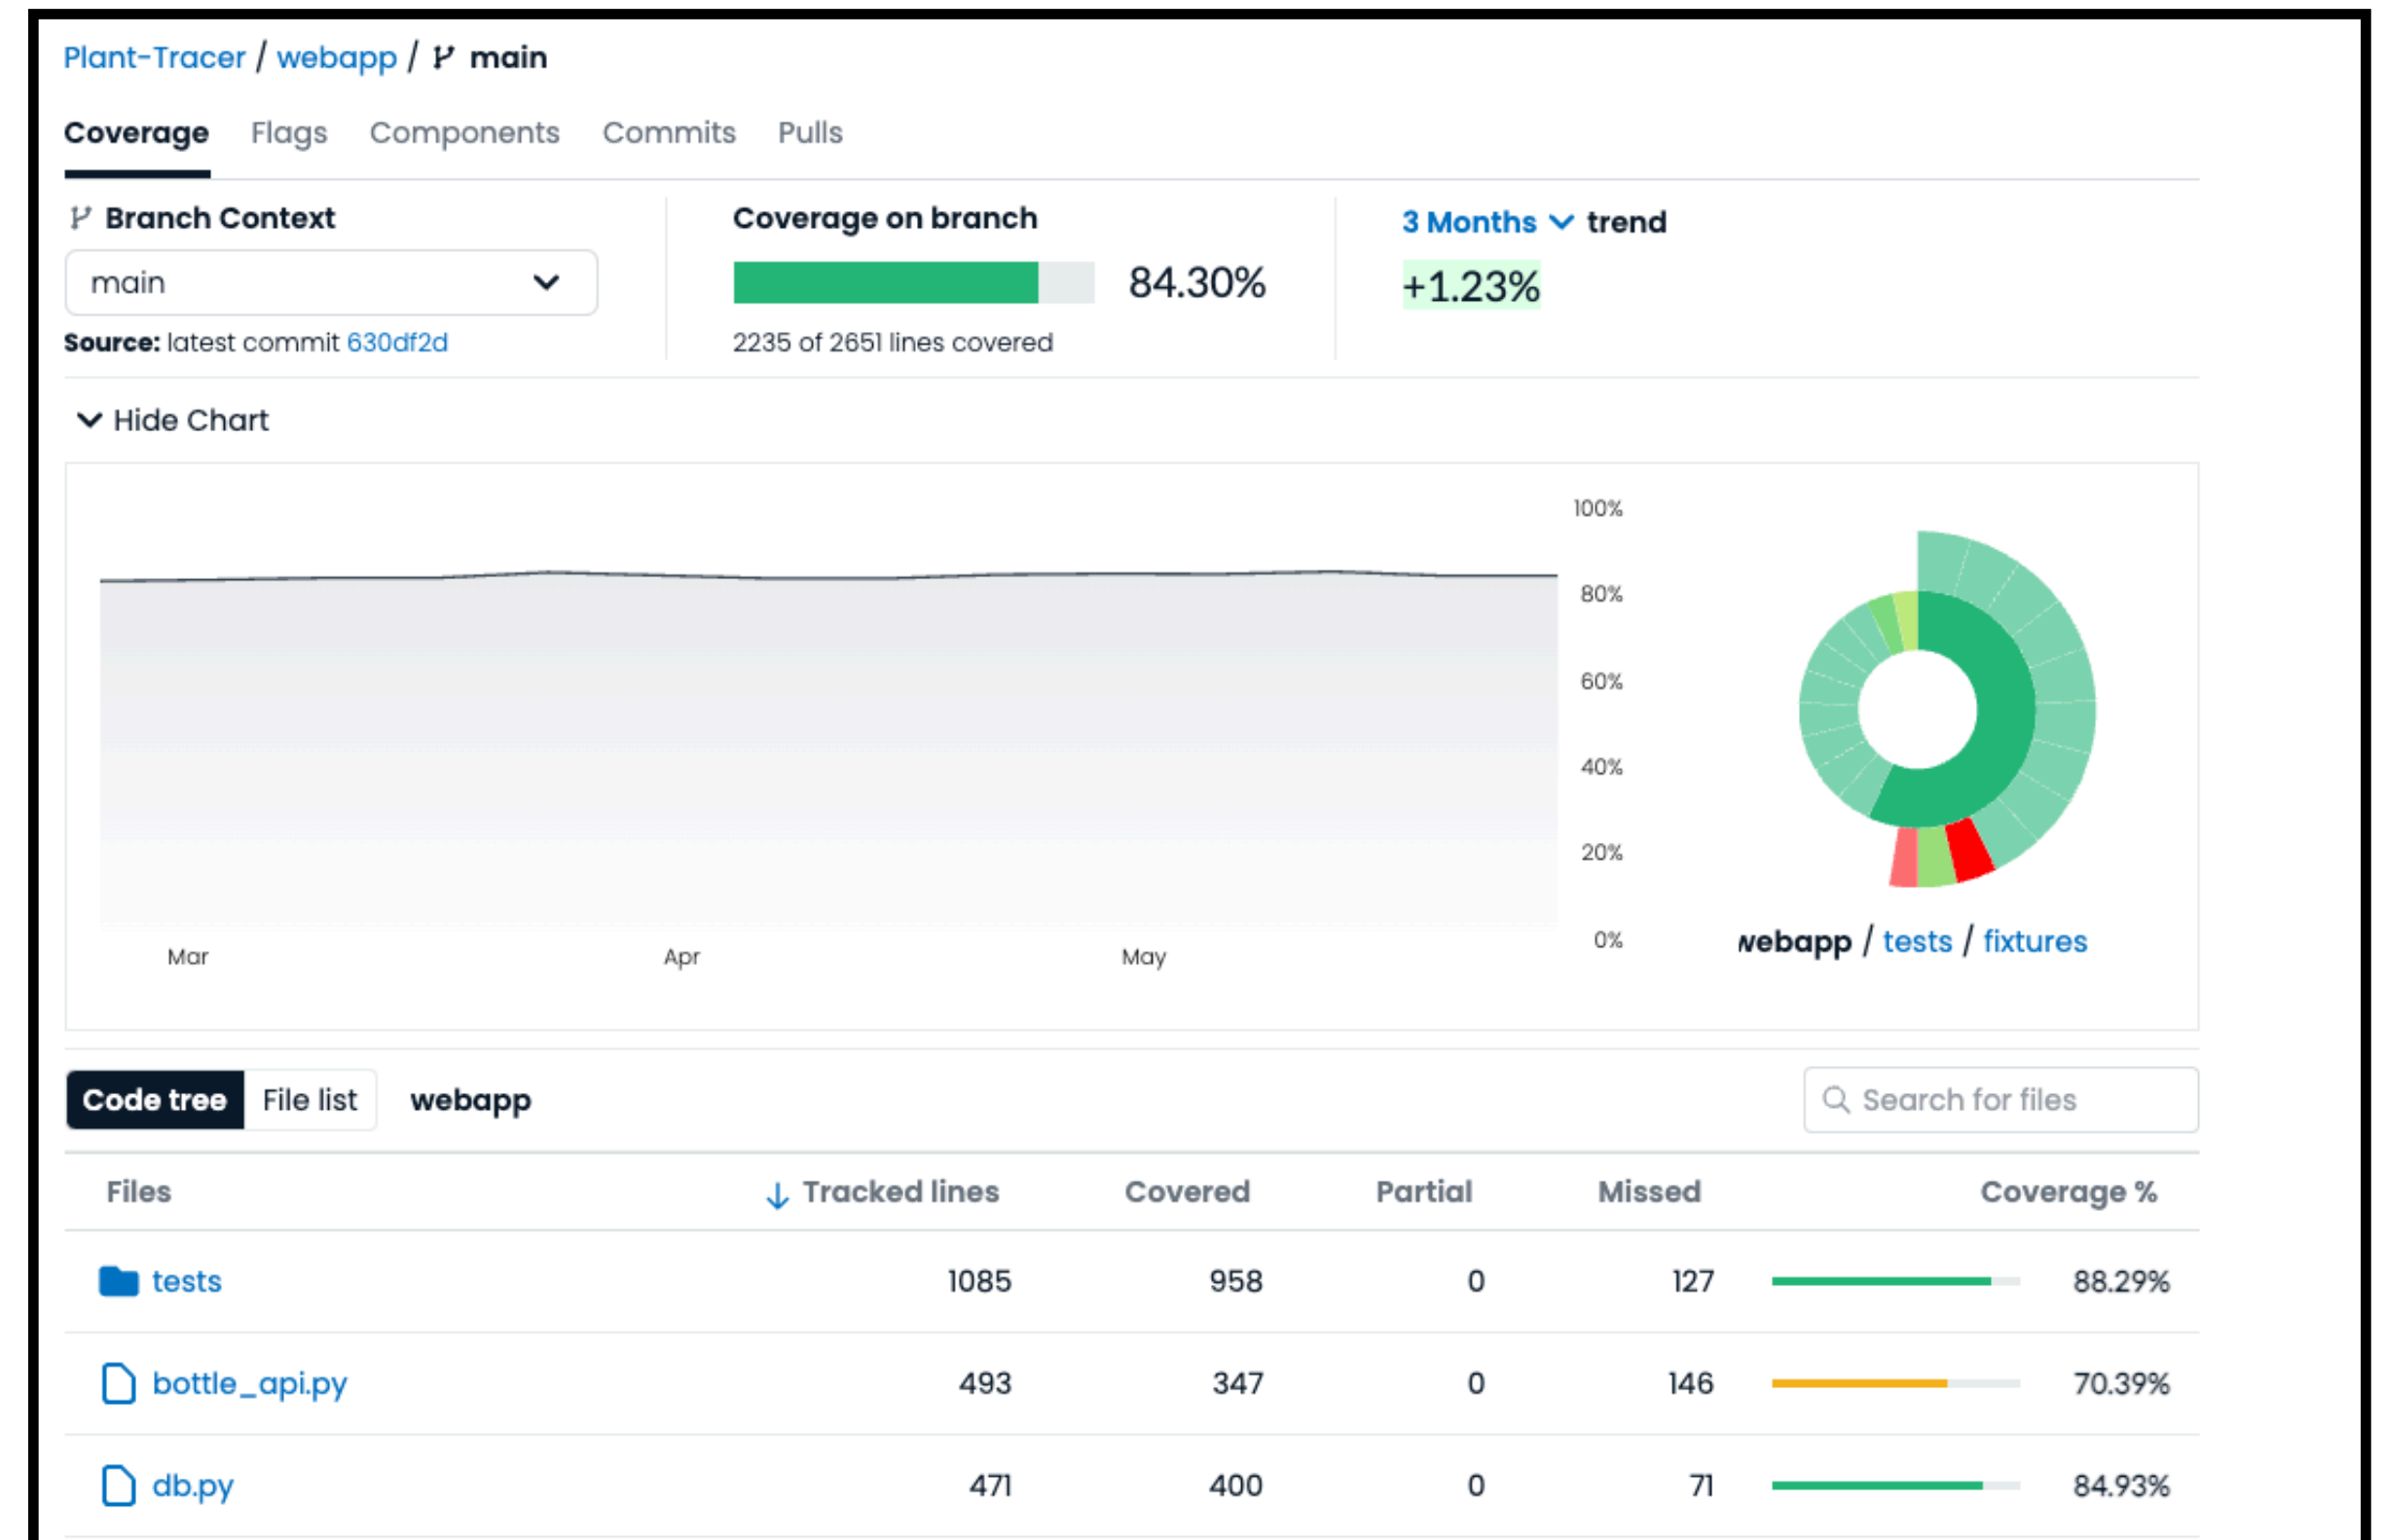 Plant-Tracer / webapp / main
Coverage Flags Components Commits Pulls
Branch Context
main
Source: latest commit 630df2d
Coverage on branch
84.30%
2235 of 2651 lines covered
3 Months trend
+1.23%
Hide Chart
100%
80%
60%
40%
20%
0%
Mar Apr May
webapp / tests / fixtures
Code tree File list webapp Search for files
Files Tracked lines Covered Partial Missed Coverage %
tests 1085 958 0 127 88.29%
bottle_api.py 493 347 0 146 70.39%
db.py 471 400 0 71 84.93%